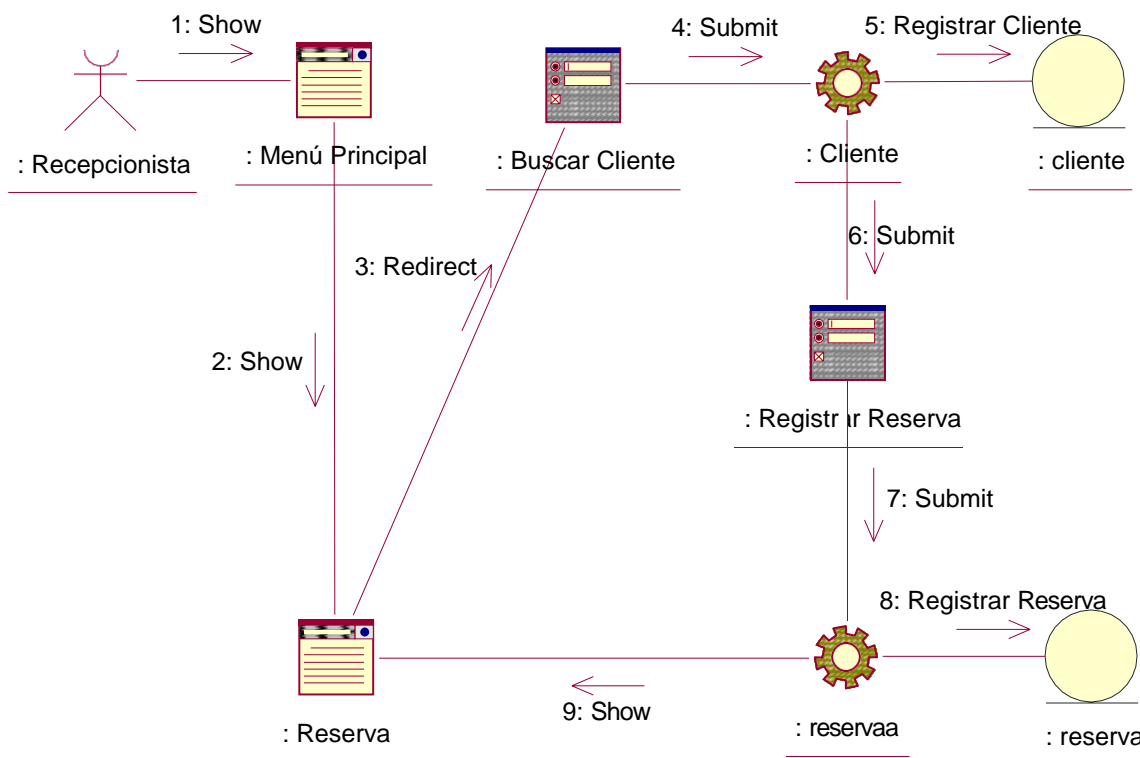 1: Show
4: Submit
5: Registrar Cliente
: Recepcionista
: Menú Principal
: Buscar Cliente
: Cliente
: cliente
6: Submit
3: Redirect
2: Show
: Registrar Reserva
7: Submit
8: Registrar Reserva
9: Show
: Reserva
: reservaa
: reserva